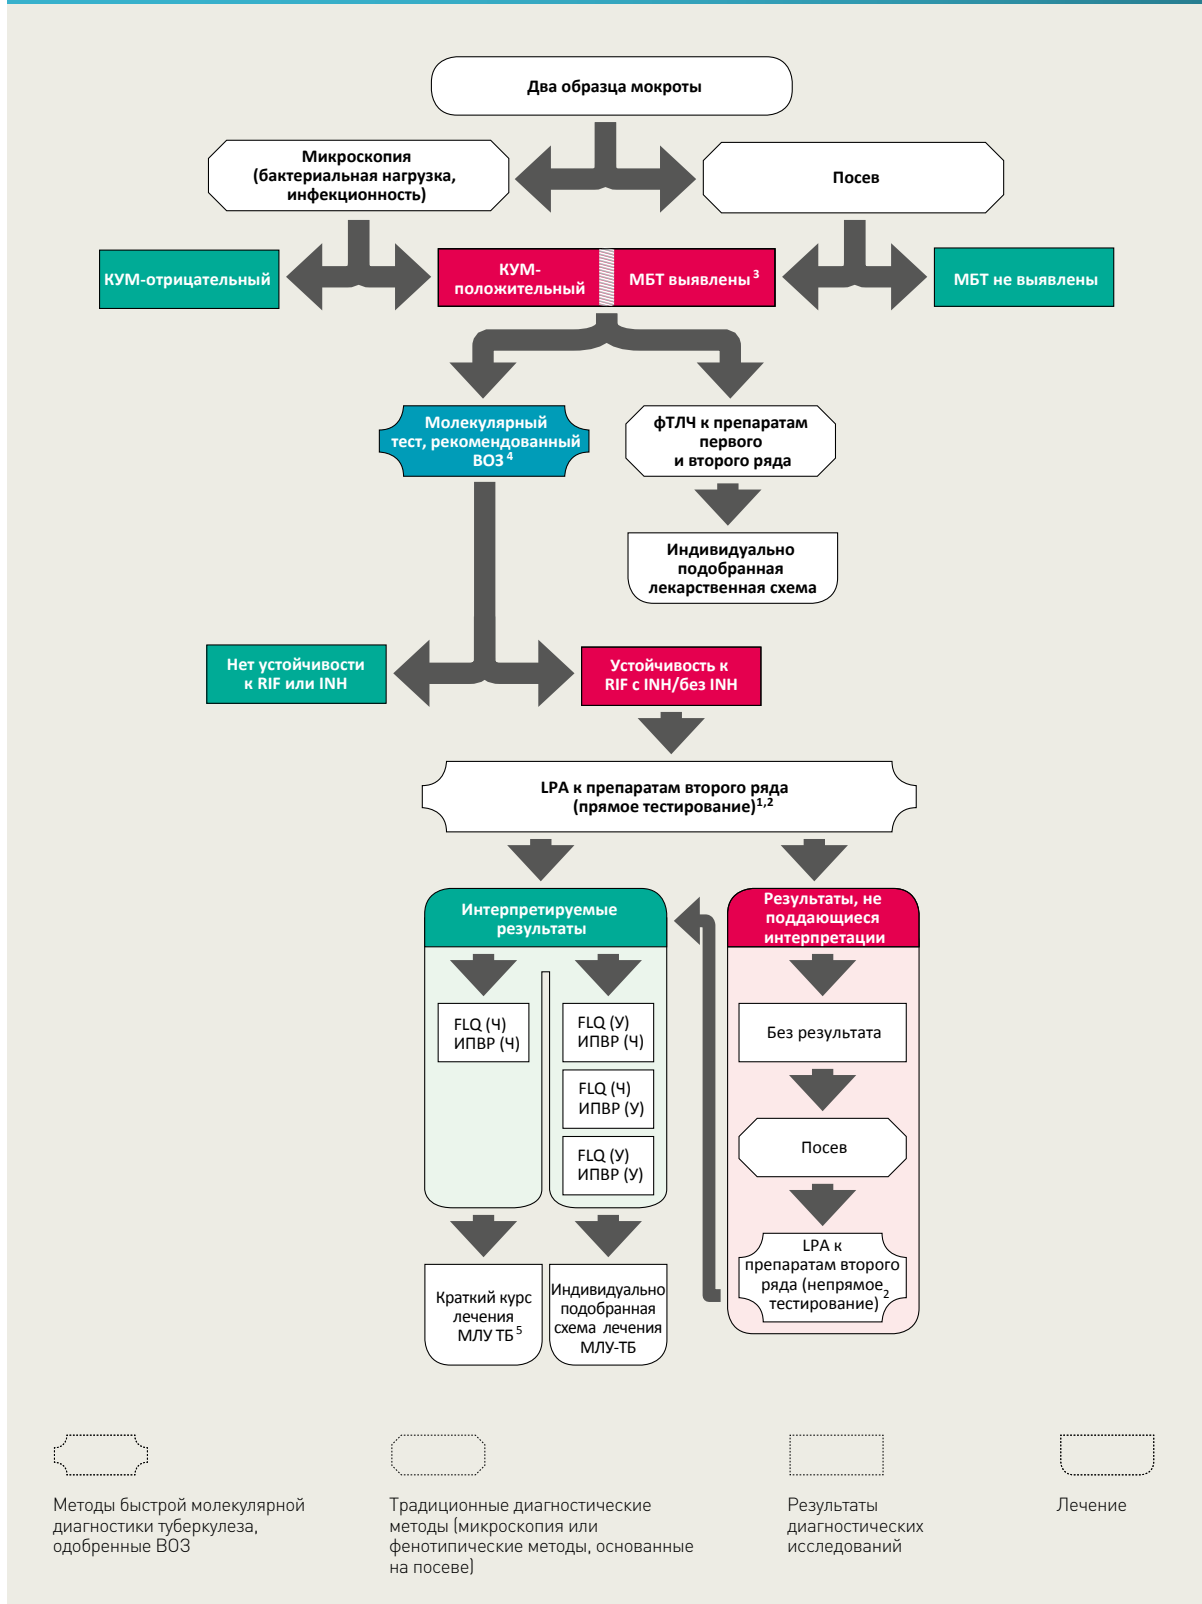 Два образца мокроты
Микроскопия
(бактериальная нагрузка,
инфекционность)
Посев
КУМ-отрицательный
КУМ-
положительный
МБТ выявлены 3
МБТ не выявлены
Молекулярный
тест, рекомендованный
ВОЗ 4
фТЛЧ к препаратам
первого
и второго ряда
Индивидуально
подобранная
лекарственная схема
Нет устойчивости
к RIF или INH
Устойчивость к
RIF с INH/без INH
LPA к препаратам второго ряда
(прямое тестирование)1,2
Интерпретируемые
результаты
Результаты, не
поддающиеся
интерпретации
FLQ (Ч)
ИПВР (Ч)
FLQ (У)
ИПВР (Ч)
FLQ (Ч)
ИПВР (У)
FLQ (У)
ИПВР (У)
Без результата
Посев
LPA к
препаратам второго
ряда (непрямое
тестирование) 2
Краткий курс
лечения
МЛУ ТБ 5
Индивидуально
подобранная
схема лечения
МЛУ-ТБ
Методы быстрой молекулярной
диагностики туберкулеза,
одобренные ВОЗ
Традиционные диагностические
методы (микроскопия или
фенотипические методы, основанные
на посеве)
Результаты
диагностических
исследований
Лечение